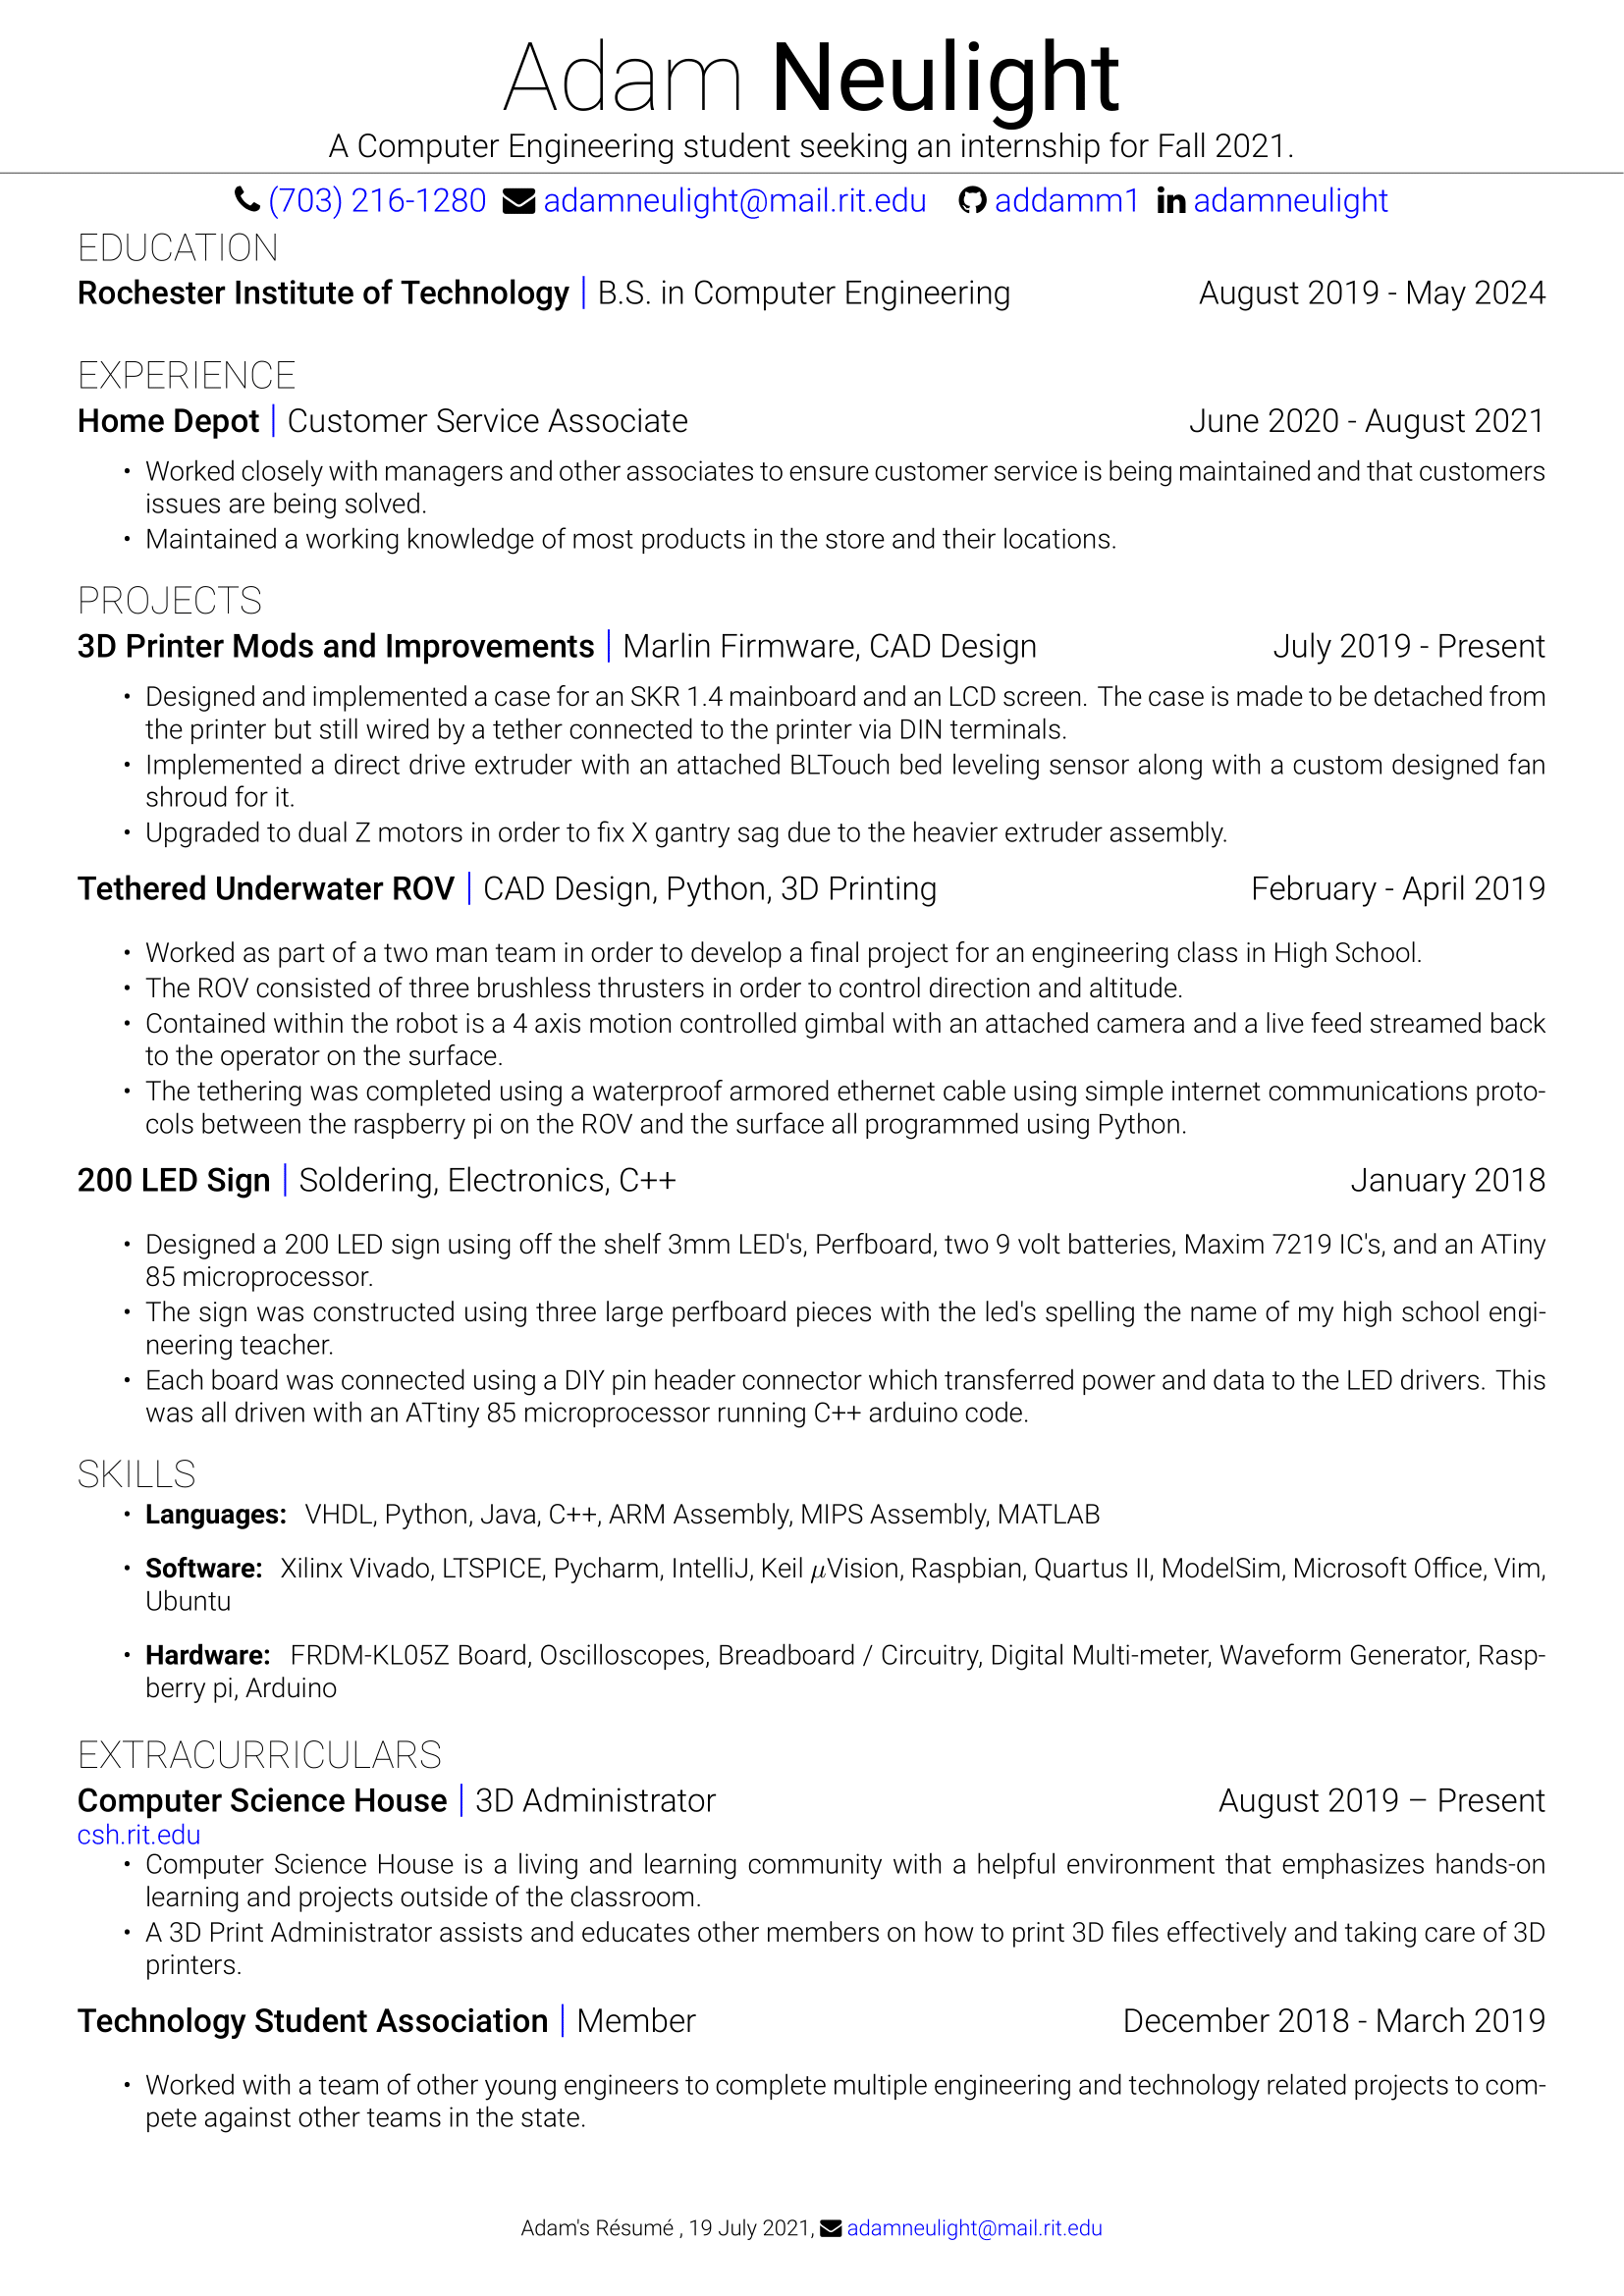 Adam Neulight
A Computer Engineering student seeking an internship for Fall 2021.
(703) 216-1280 adamneulight@mail.rit.edu addamm1 adamneulight
EDUCATION
Rochester Institute of Technology | B.S. in Computer Engineering August 2019 - May 2024
EXPERIENCE
Home Depot | Customer Service Associate June 2020 - August 2021
• Worked closely with managers and other associates to ensure customer service is being maintained and that customers
issues are being solved.
• Maintained a working knowledge of most products in the store and their locations.
PROJECTS
3D Printer Mods and Improvements | Marlin Firmware, CAD Design July 2019 - Present
• Designed and implemented a case for an SKR 1.4 mainboard and an LCD screen. The case is made to be detached from
the printer but still wired by a tether connected to the printer via DIN terminals.
• Implemented a direct drive extruder with an attached BLTouch bed leveling sensor along with a custom designed fan
shroud for it.
• Upgraded to dual Z motors in order to fix X gantry sag due to the heavier extruder assembly.
Tethered Underwater ROV | CAD Design, Python, 3D Printing February - April 2019
• Worked as part of a two man team in order to develop a final project for an engineering class in High School.
• The ROV consisted of three brushless thrusters in order to control direction and altitude.
• Contained within the robot is a 4 axis motion controlled gimbal with an attached camera and a live feed streamed back
to the operator on the surface.
• The tethering was completed using a waterproof armored ethernet cable using simple internet communications proto-
cols between the raspberry pi on the ROV and the surface all programmed using Python.
200 LED Sign | Soldering, Electronics, C++ January 2018
• Designed a 200 LED sign using off the shelf 3mm LED's, Perfboard, two 9 volt batteries, Maxim 7219 IC's, and an ATiny
85 microprocessor.
• The sign was constructed using three large perfboard pieces with the led's spelling the name of my high school engi-
neering teacher.
• Each board was connected using a DIY pin header connector which transferred power and data to the LED drivers. This
was all driven with an ATtiny 85 microprocessor running C++ arduino code.
SKILLS
• Languages: VHDL, Python, Java, C++, ARM Assembly, MIPS Assembly, MATLAB
• Software: Xilinx Vivado, LTSPICE, Pycharm, IntelliJ, Keil μVision, Raspbian, Quartus II, ModelSim, Microsoft Office, Vim,
Ubuntu
• Hardware: FRDM-KL05Z Board, Oscilloscopes, Breadboard / Circuitry, Digital Multi-meter, Waveform Generator, Rasp-
berry pi, Arduino
EXTRACURRICULARS
Computer Science House | 3D Administrator August 2019 – Present
csh.rit.edu
• Computer Science House is a living and learning community with a helpful environment that emphasizes hands-on
learning and projects outside of the classroom.
• A 3D Print Administrator assists and educates other members on how to print 3D files effectively and taking care of 3D
printers.
Technology Student Association | Member December 2018 - March 2019
• Worked with a team of other young engineers to complete multiple engineering and technology related projects to com-
pete against other teams in the state.
Adam's Résumé , 19 July 2021, adamneulight@mail.rit.edu